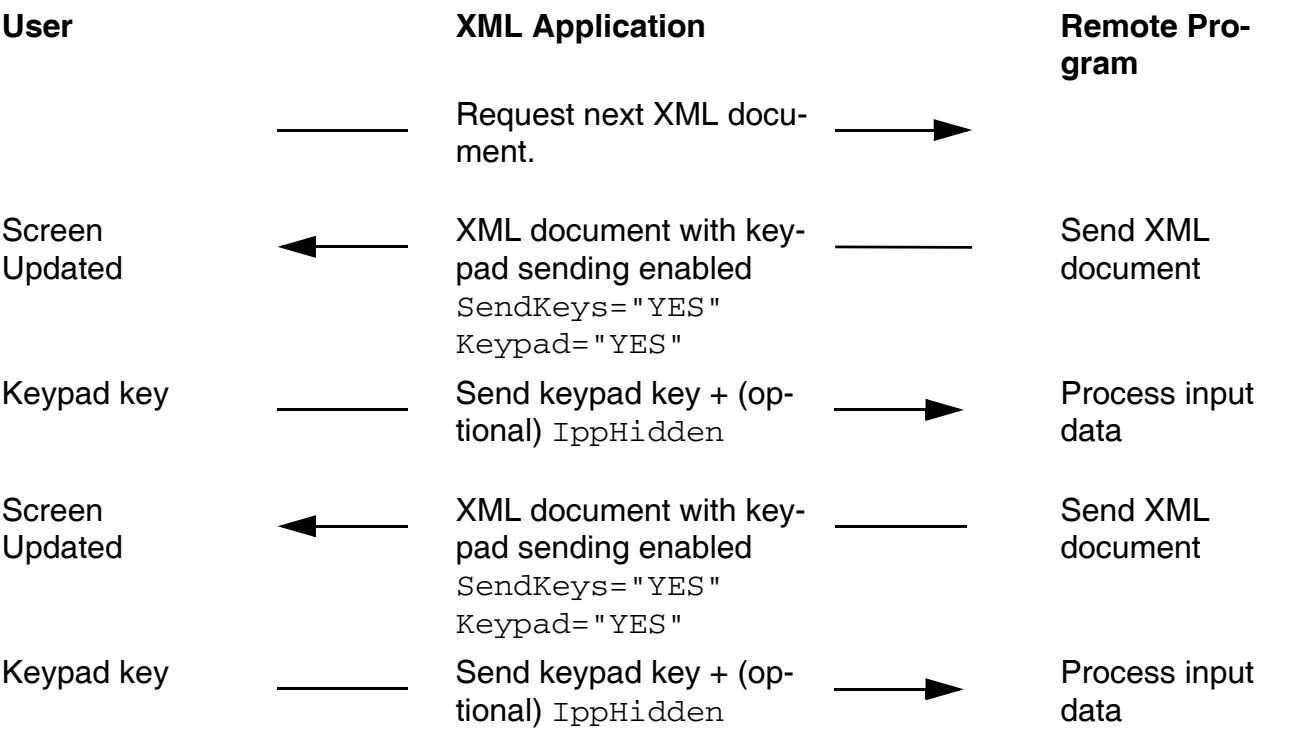 User XML Application Remote Pro-
gram
Request next XML docu-
ment.
Screen XML document with key- Send XML
Updated pad sending enabled document
SendKeys="YES"
Keypad="YES"
Keypad key Send keypad key + (op- Process input
tional) IppHidden data
Screen XML document with key- Send XML
Updated pad sending enabled document
SendKeys="YES"
Keypad="YES"
Keypad key Send keypad key + (op- Process input
tional) IppHidden data